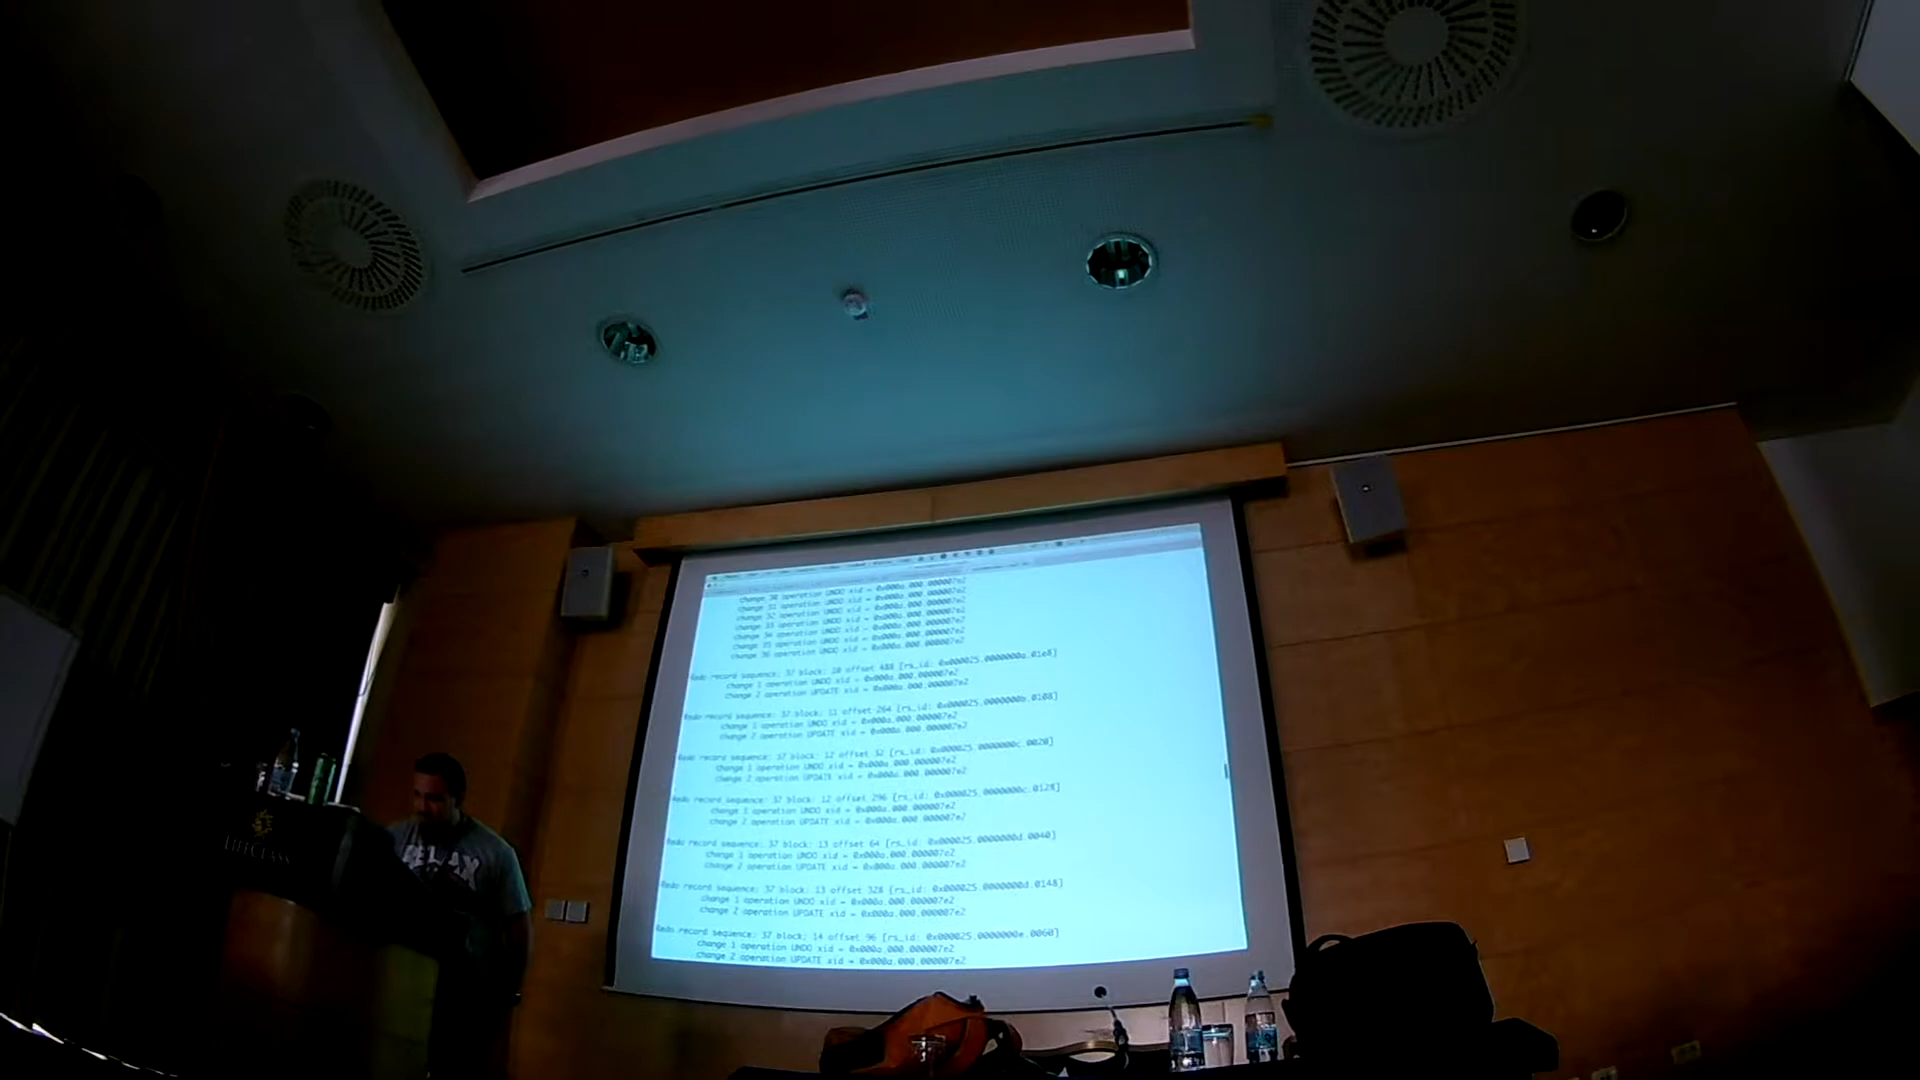 change 30 operation UNDO xid = 0x000a.000.000007e2
change 31 operation UNDO xid = 0x000a.000.000007e2
change 32 operation UNDO xid = 0x000a.000.000007e2
change 33 operation UNDO xid = 0x000a.000.000007e2
change 34 operation UNDO xid = 0x000a.000.000007e2
change 35 operation UNDO xid = 0x000a.000.000007e2
change 36 operation UNDO xid = 0x000a.000.000007e2
Redo record sequence: 37 block: 10 offset 488 [rs_id: 0x000025.0000000a.01e8]
change 1 operation UNDO xid = 0x000a.000.000007e2
change 2 operation UPDATE xid = 0x000a.000.000007e2
Redo record sequence: 37 block: 11 offset 264 [rs_id: 0x000025.0000000b.0108]
change 1 operation UNDO xid = 0x000a.000.000007e2
change 2 operation UPDATE xid = 0x000a.000.000007e2
Redo record sequence: 37 block: 12 offset 32 [rs_id: 0x000025.0000000c.0020]
change 1 operation UNDO xid = 0x000a.000.000007e2
change 2 operation UPDATE xid = 0x000a.000.000007e2
Redo record sequence: 37 block: 12 offset 296 [rs_id: 0x000025.0000000c.0128]
change 1 operation UNDO xid = 0x000a.000.000007e2
change 2 operation UPDATE xid = 0x000a.000.000007e2
Redo record sequence: 37 block: 13 offset 64 [rs_id: 0x000025.0000000d.0040]
change 1 operation UNDO xid = 0x000a.000.000007e2
change 2 operation UPDATE xid = 0x000a.000.000007e2
Redo record sequence: 37 block: 13 offset 328 [rs_id: 0x000025.0000000d.0148]
change 1 operation UNDO xid = 0x000a.000.000007e2
change 2 operation UPDATE xid = 0x000a.000.000007e2
Redo record sequence: 37 block: 14 offset 96 [rs_id: 0x000025.0000000e.0060]
change 1 operation UNDO xid = 0x000a.000.000007e2
change 2 operation UPDATE xid = 0x000a.000.000007e2
LIFECLASS